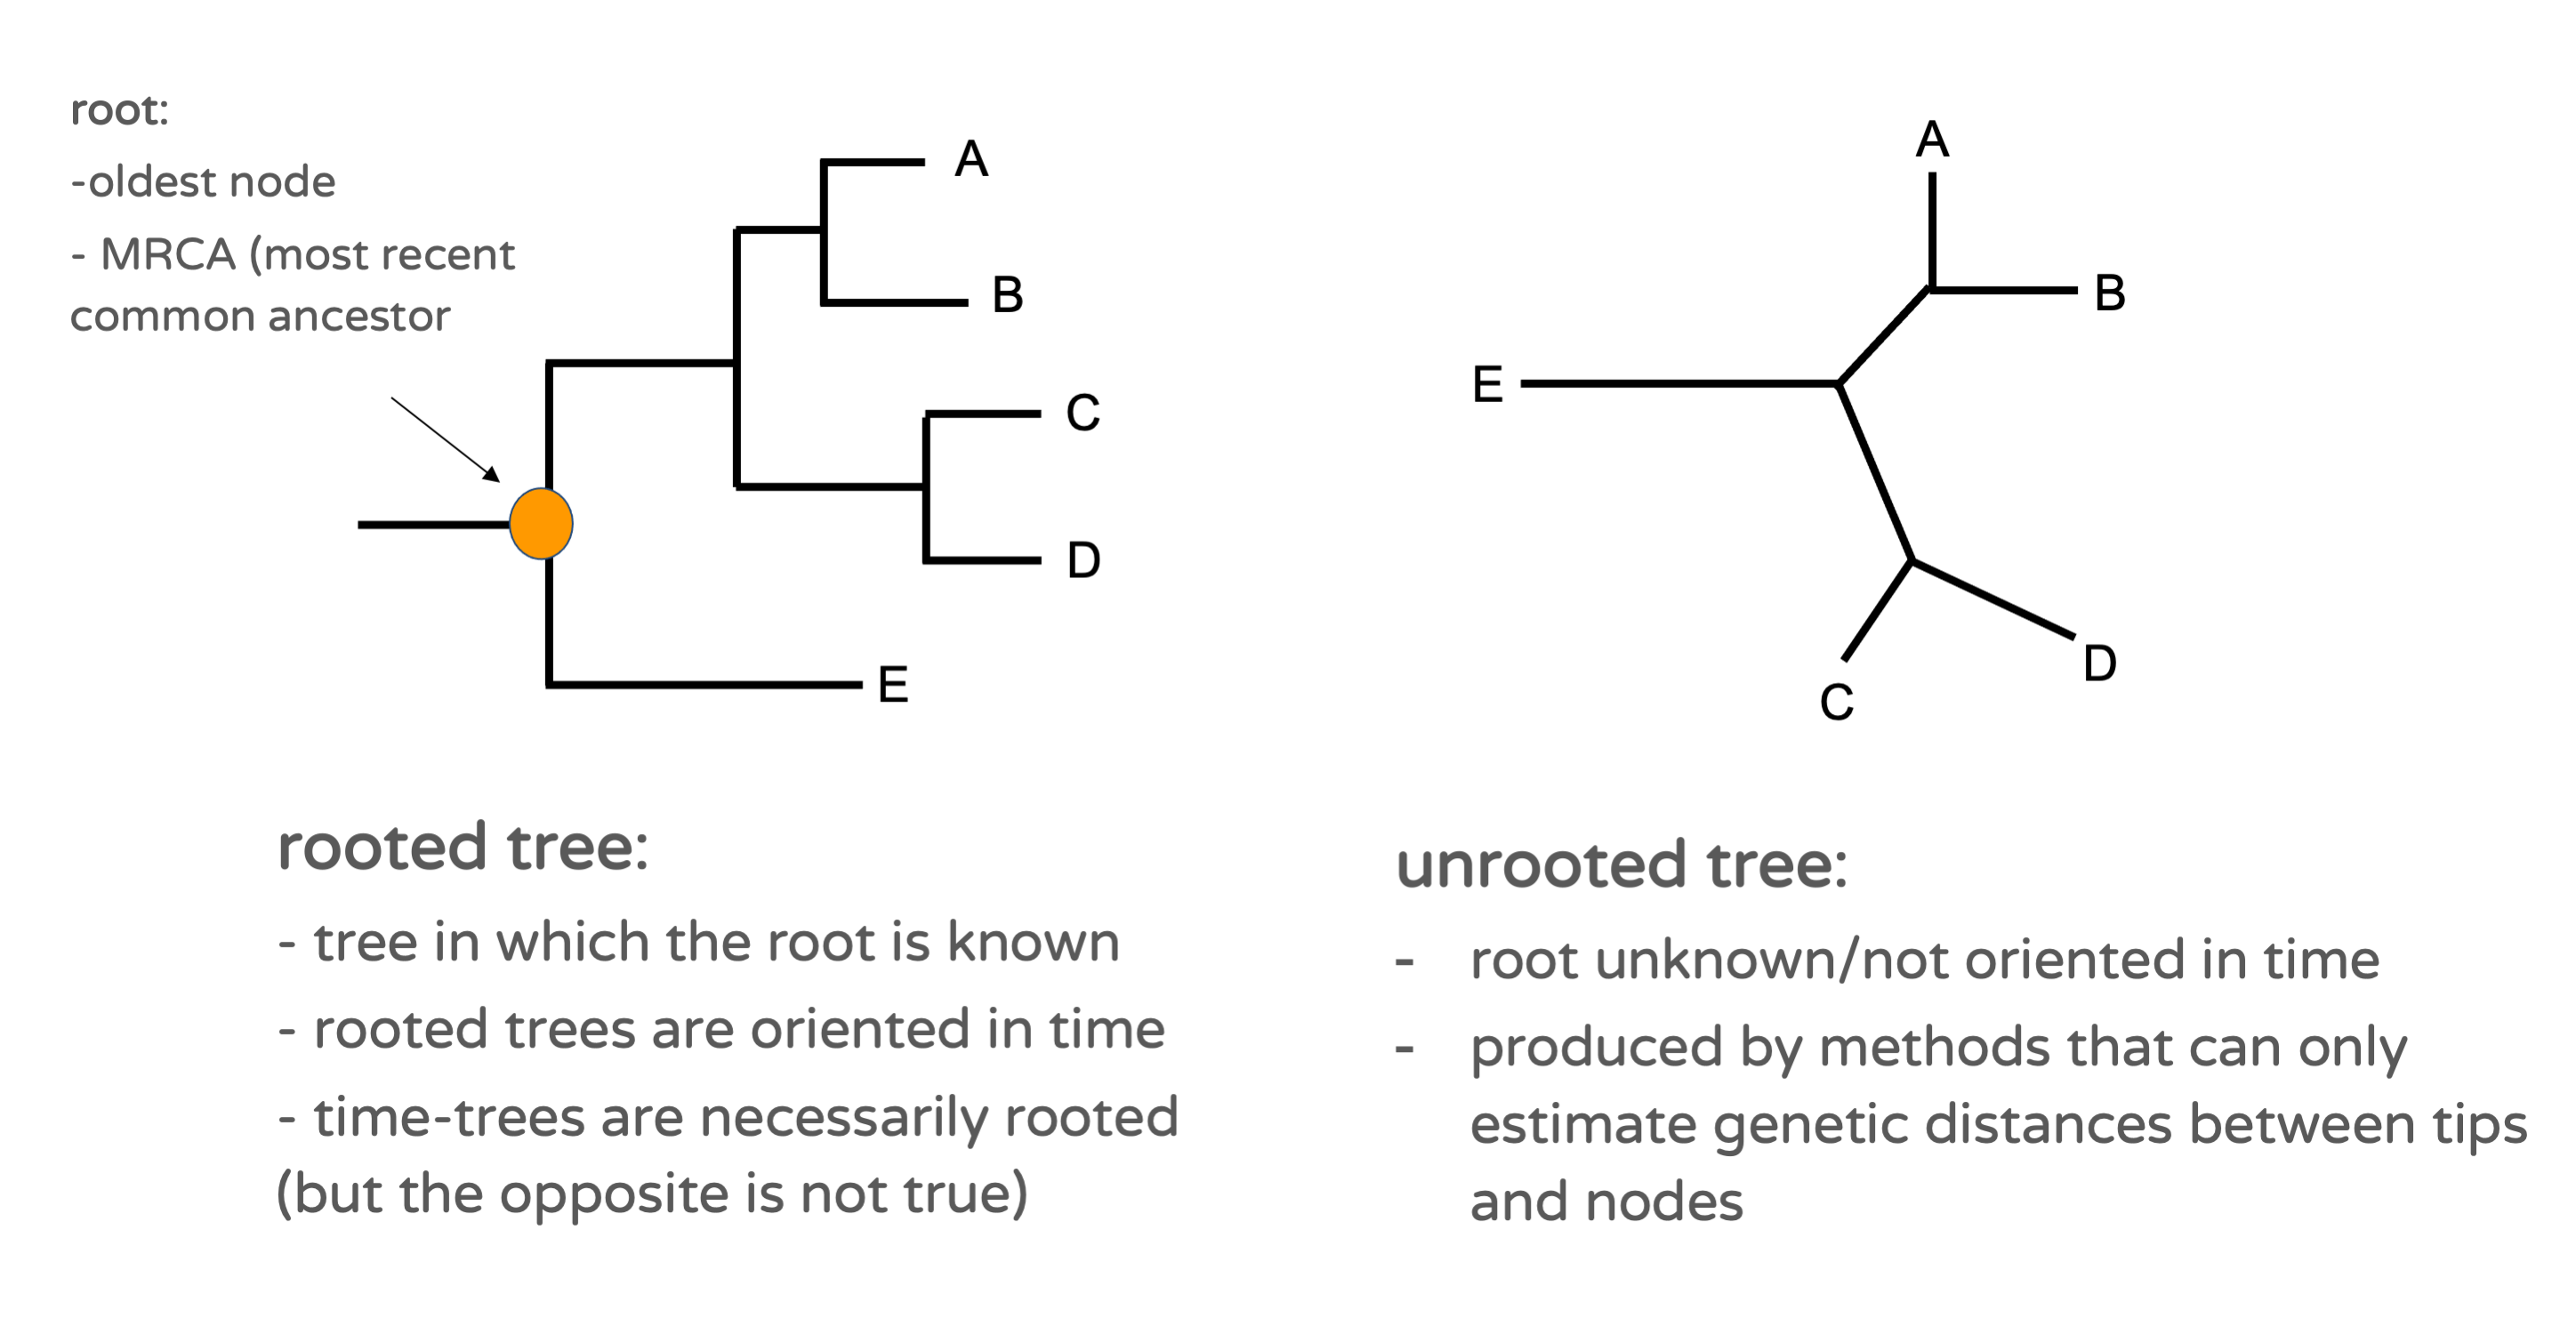 root:
-oldest node
- MRCA (most recent
common ancestor
A
B
C
D
E
A
B
E
C
D
rooted tree:
- tree in which the root is known
- rooted trees are oriented in time
- time-trees are necessarily rooted
(but the opposite is not true)
unrooted tree:
- root unknown/not oriented in time
- produced by methods that can only
estimate genetic distances between tips
and nodes